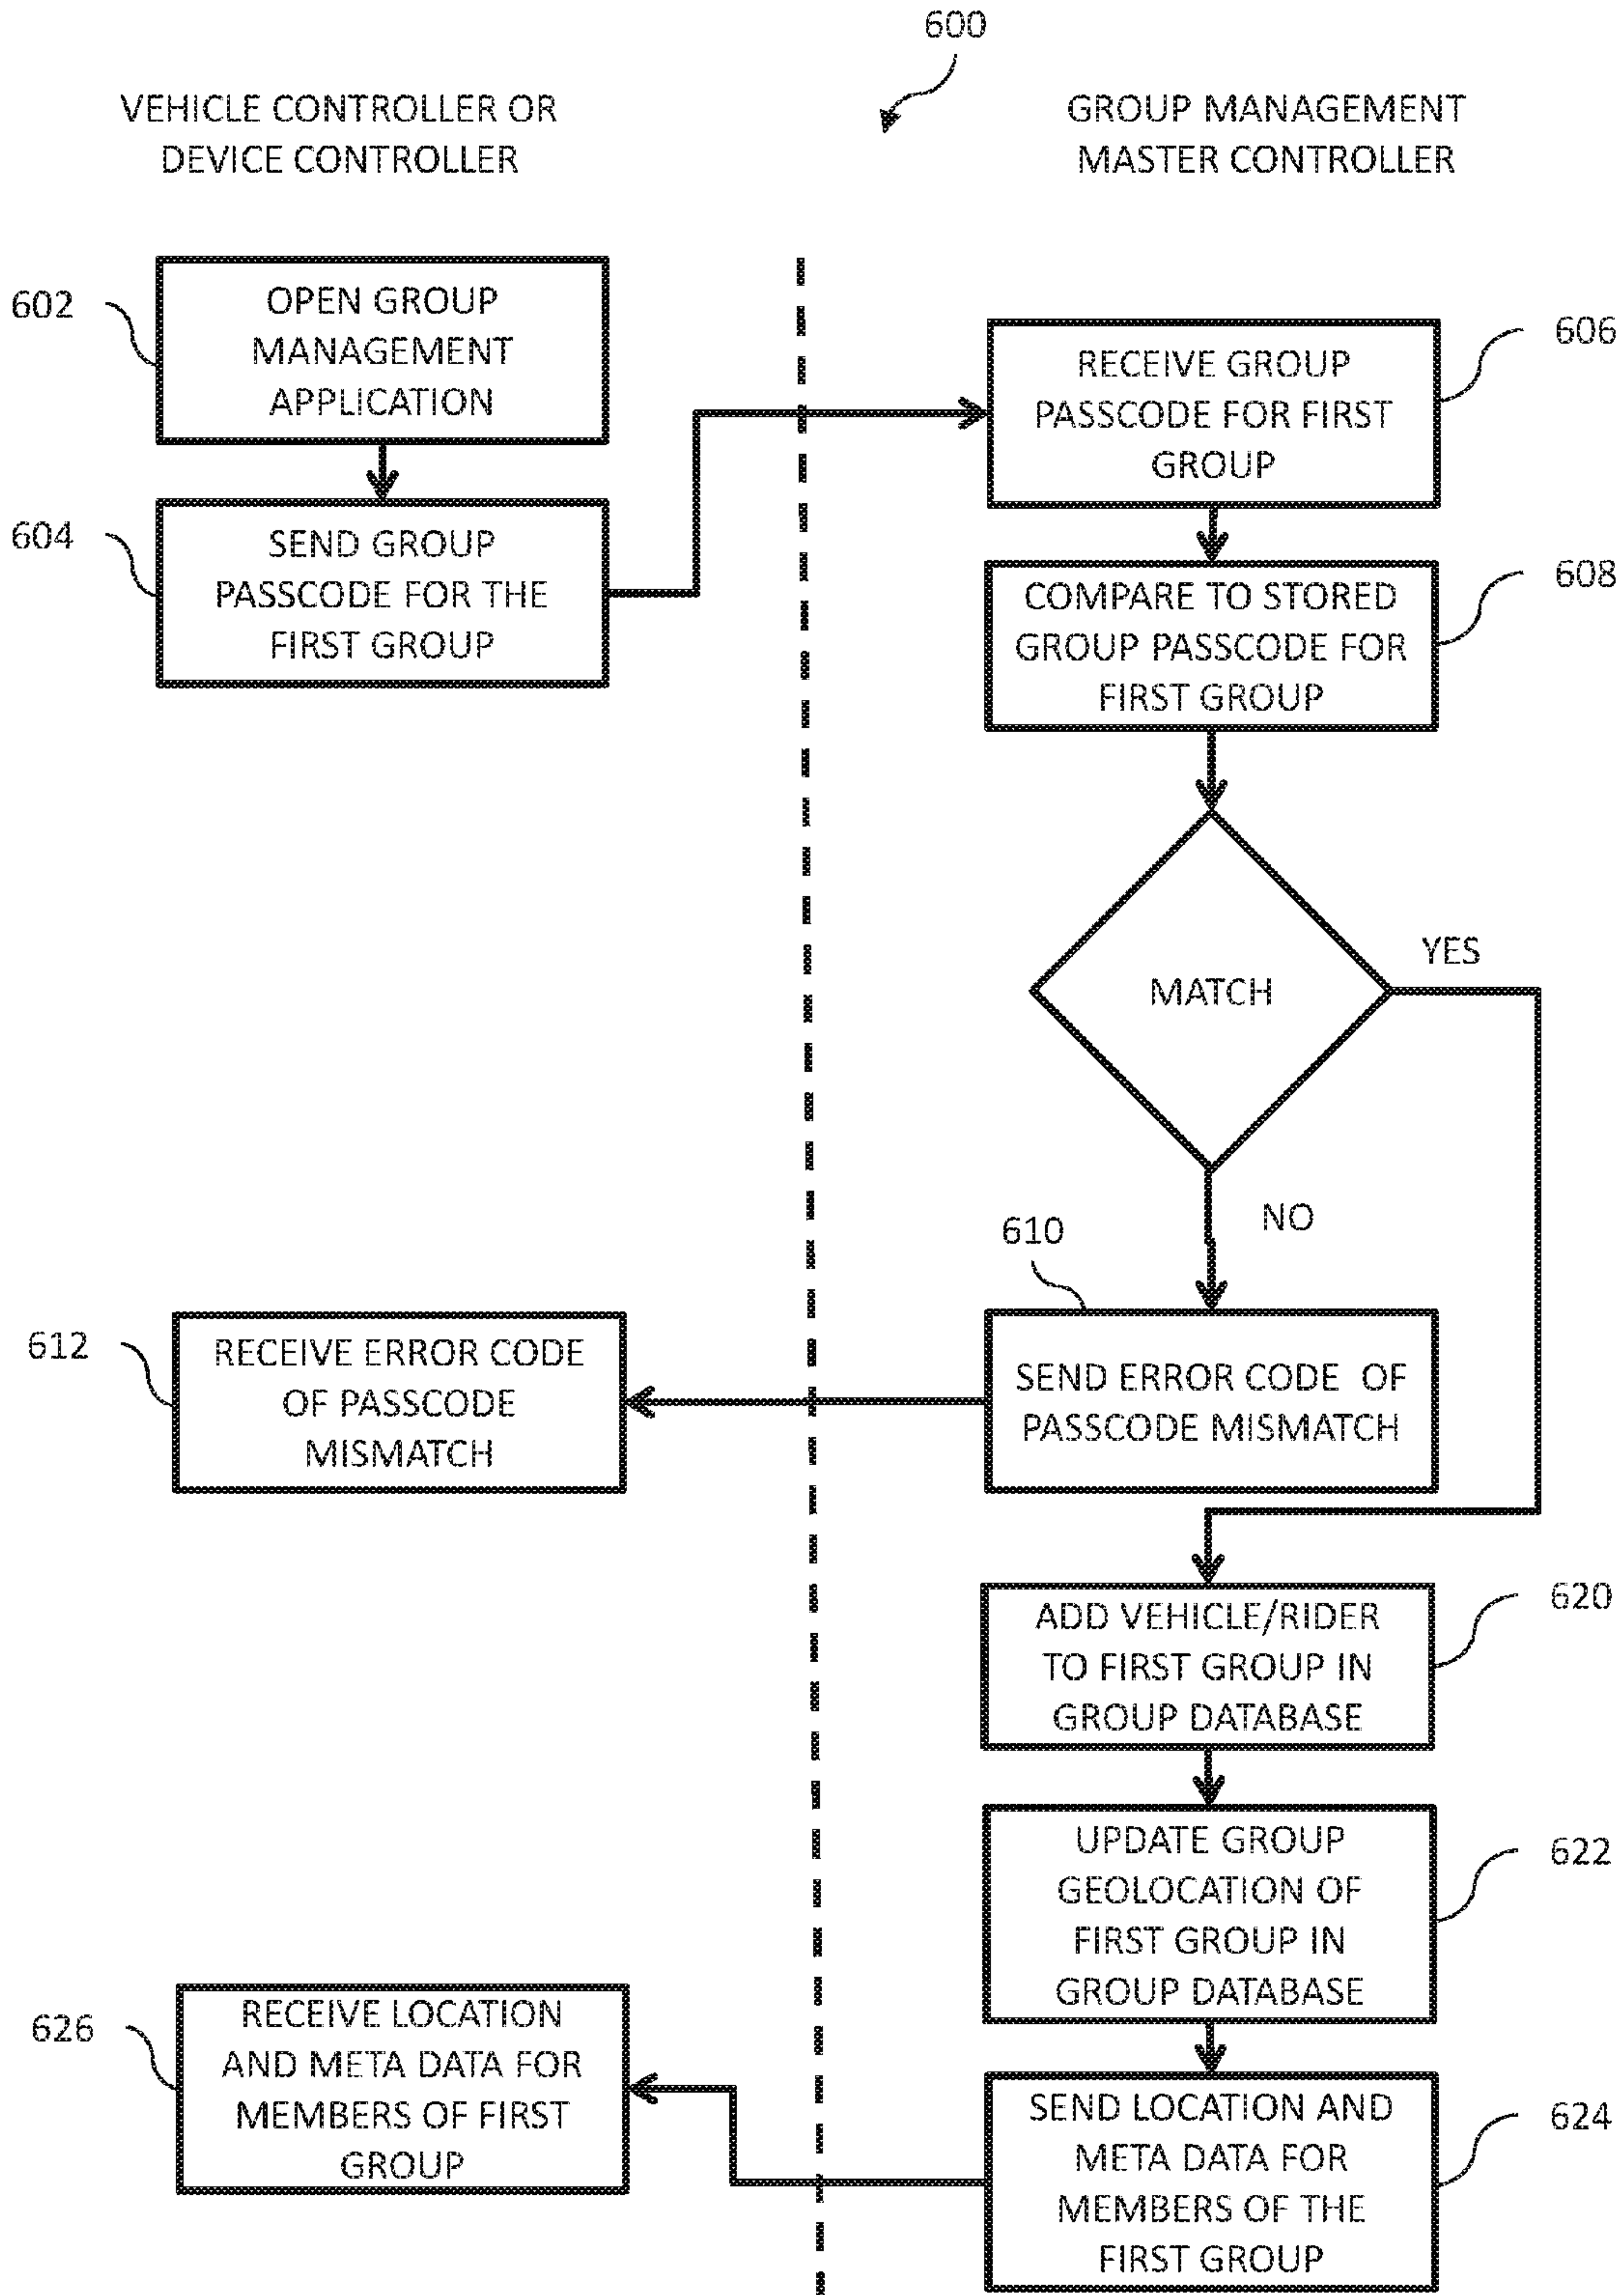 600
VEHICLE CONTROLLER OR
DEVICE CONTROLLER
GROUP MANAGEMENT
MASTER CONTROLLER
602
OPEN GROUP
MANAGEMENT
APPLICATION
604
SEND GROUP
PASSCODE FOR THE
FIRST GROUP
606
RECEIVE GROUP
PASSCODE FOR FIRST
GROUP
608
COMPARE TO STORED
GROUP PASSCODE FOR
FIRST GROUP
MATCH
YES
NO
610
SEND ERROR CODE OF
PASSCODE MISMATCH
612
RECEIVE ERROR CODE
OF PASSCODE
MISMATCH
620
ADD VEHICLE/RIDER
TO FIRST GROUP IN
GROUP DATABASE
622
UPDATE GROUP
GEOLOCATION OF
FIRST GROUP IN
GROUP DATABASE
624
SEND LOCATION AND
META DATA FOR
MEMBERS OF THE
FIRST GROUP
626
RECEIVE LOCATION
AND META DATA FOR
MEMBERS OF FIRST
GROUP